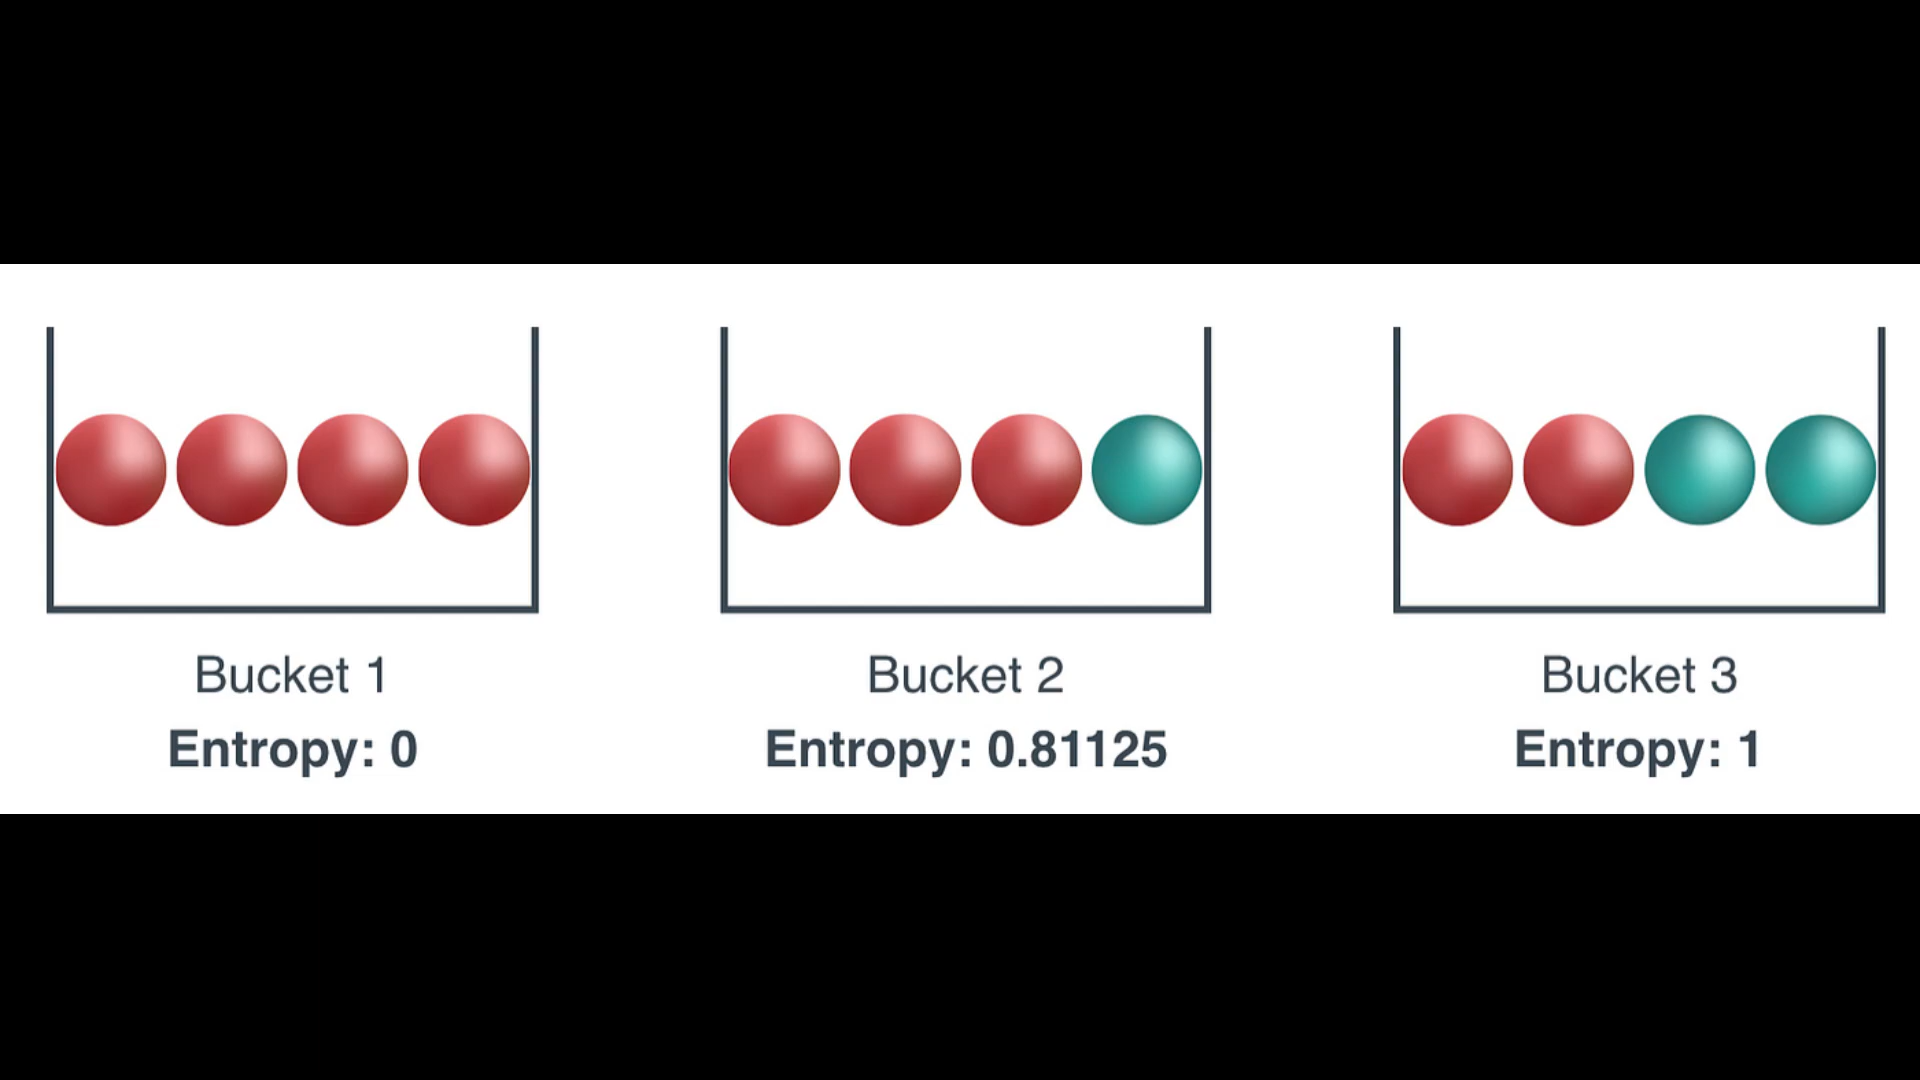 Bucket 1
Entropy: 0
Bucket 2
Entropy: 0.81125
Bucket 3
Entropy: 1